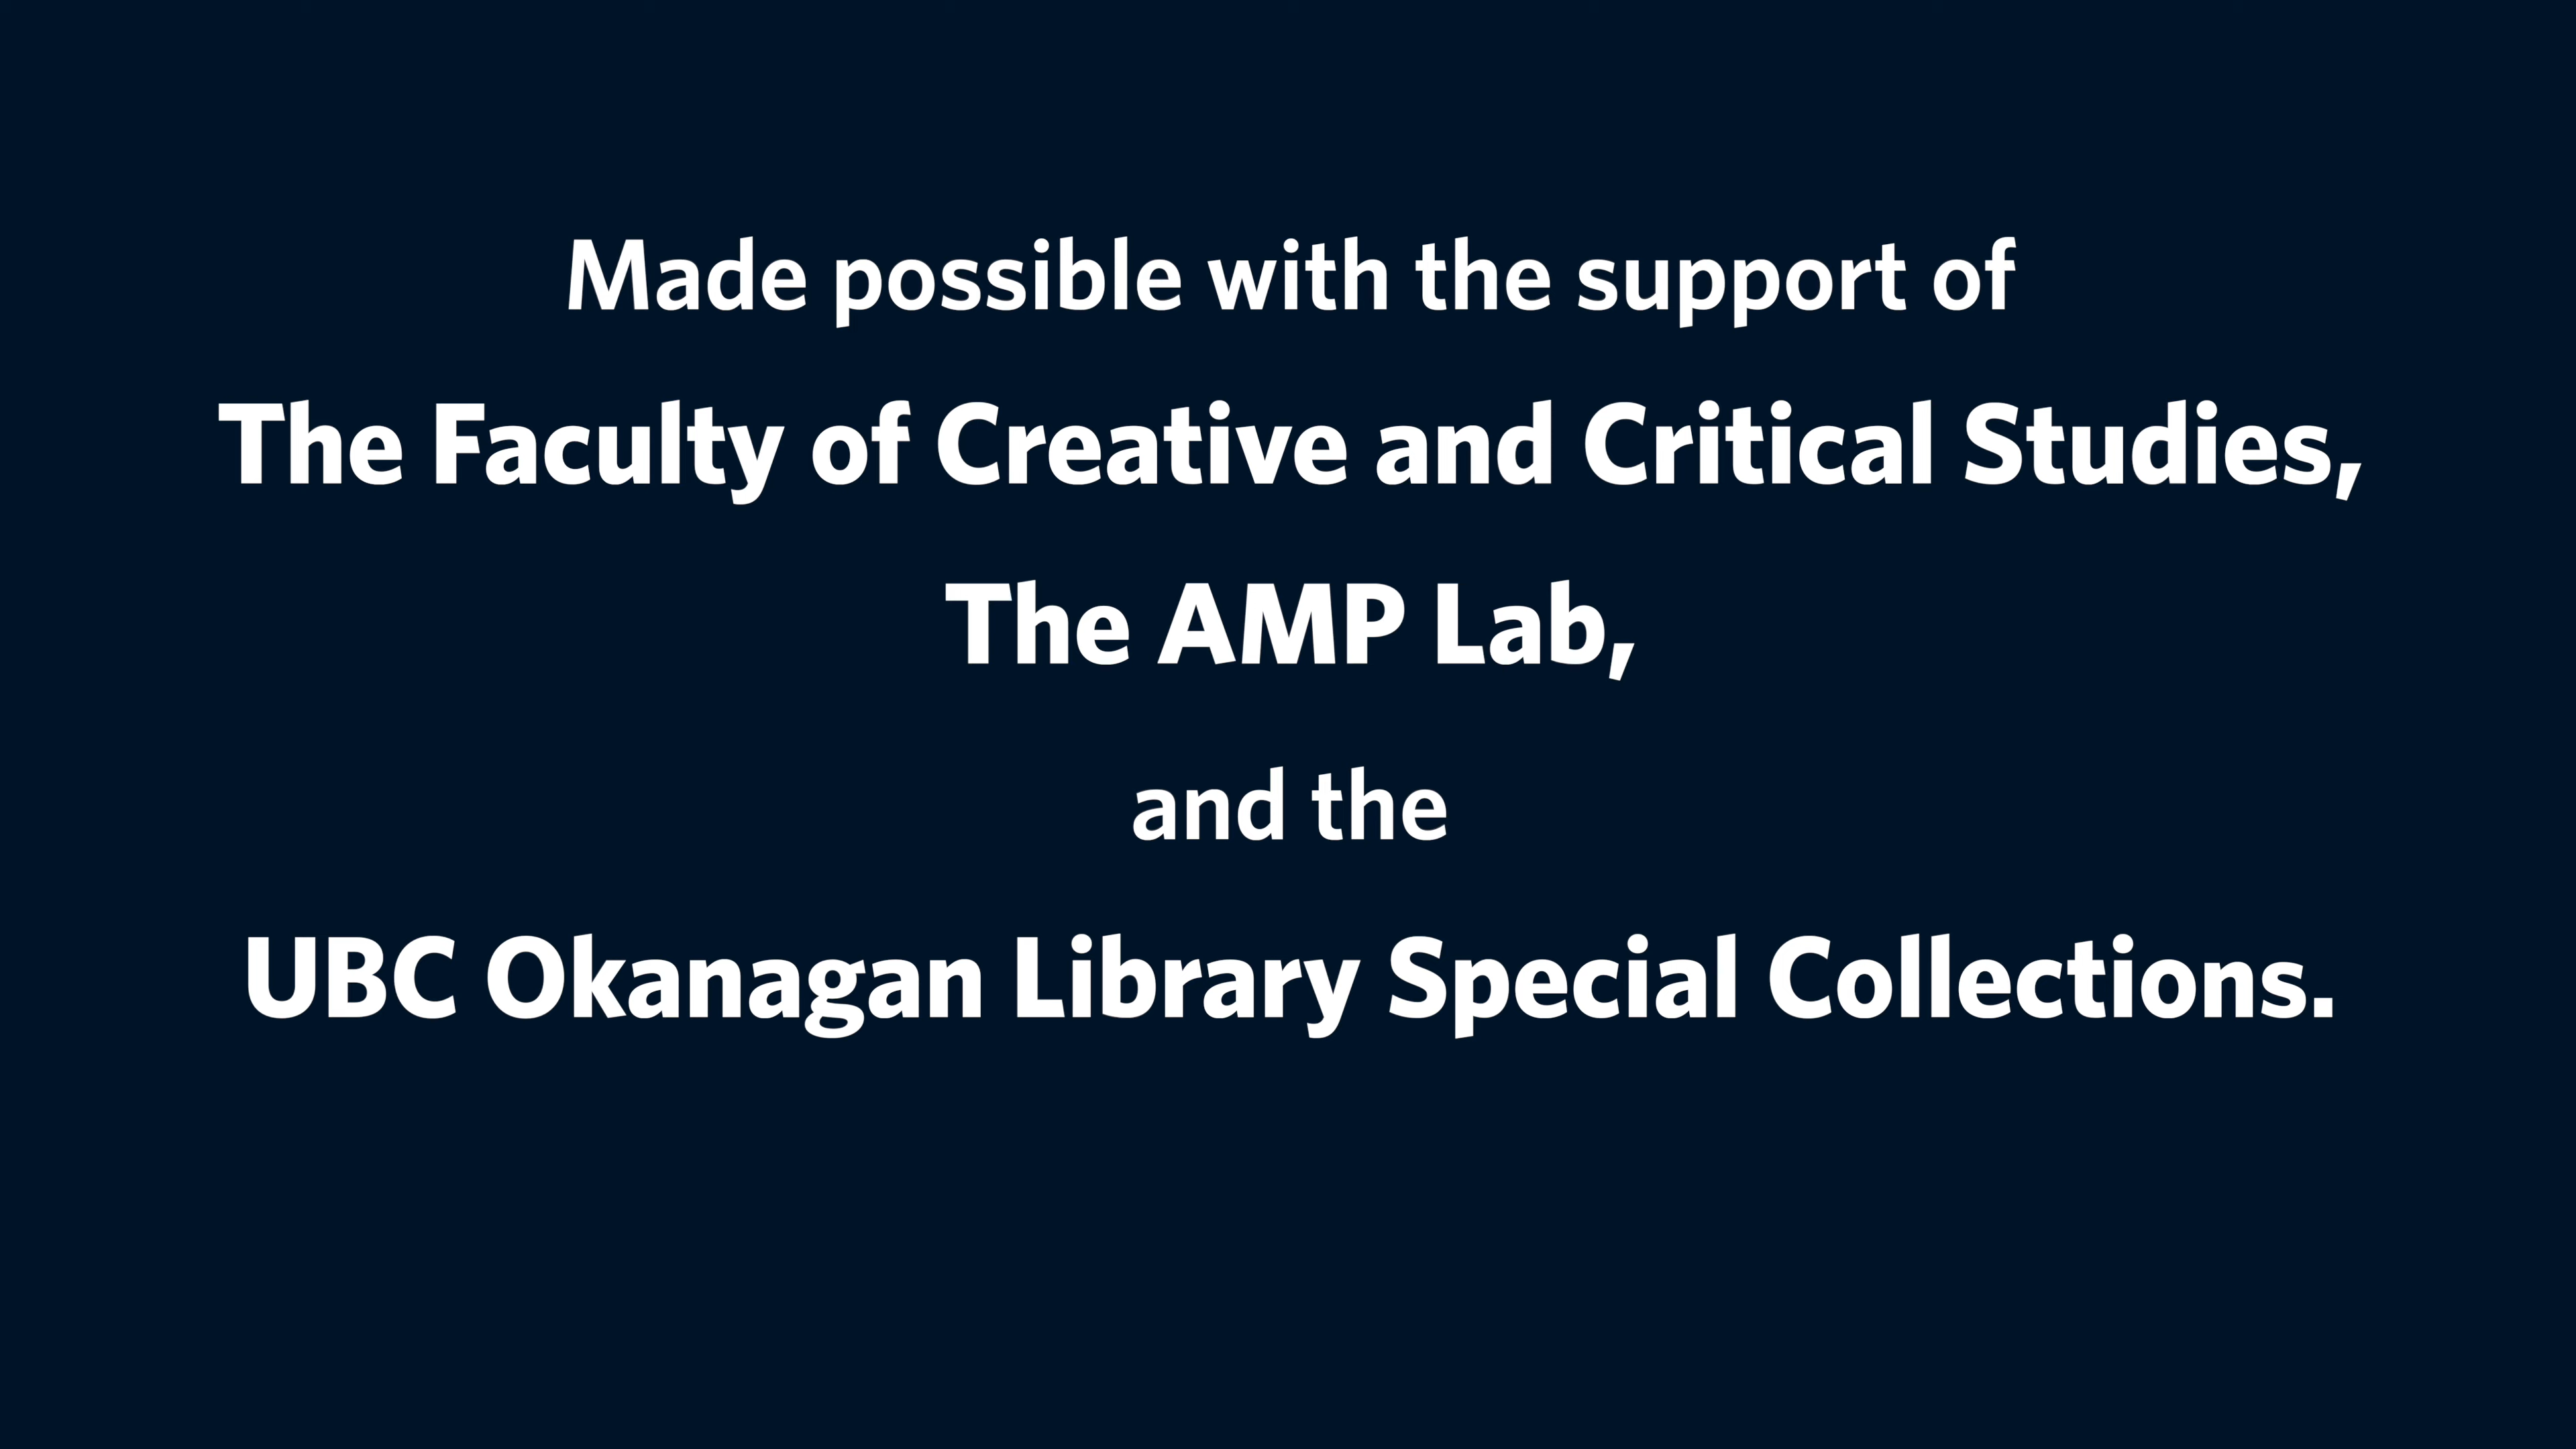 Made possible with the support of
The Faculty of Creative and Critical Studies,
The AMP Lab,
and the
UBC Okanagan Library Special Collections.